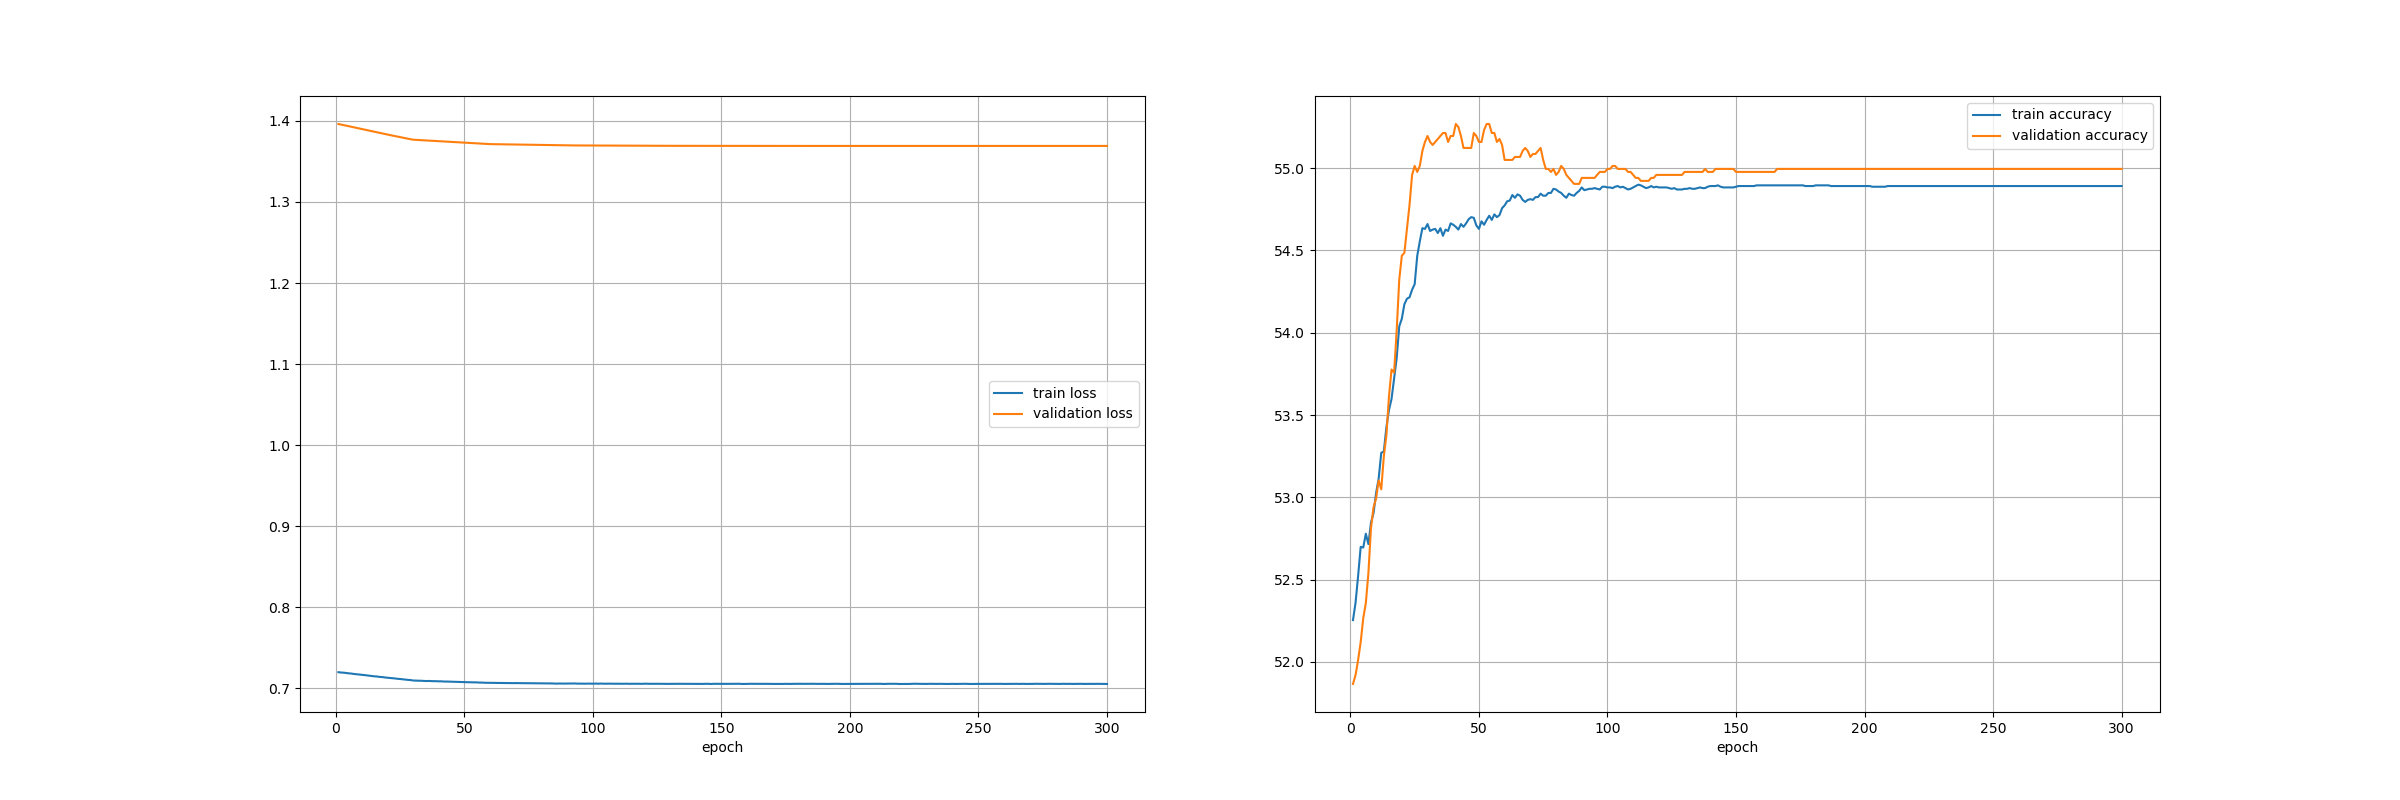 1.4
1.3
1.2
1.1
1.0
0.9
0.8
0.7
0 50 100 150 200 250 300
epoch
train loss
validation loss
55.0
54.5
54.0
53.5
53.0
52.5
52.0
0 50 100 150 200 250 300
epoch
train accuracy
validation accuracy